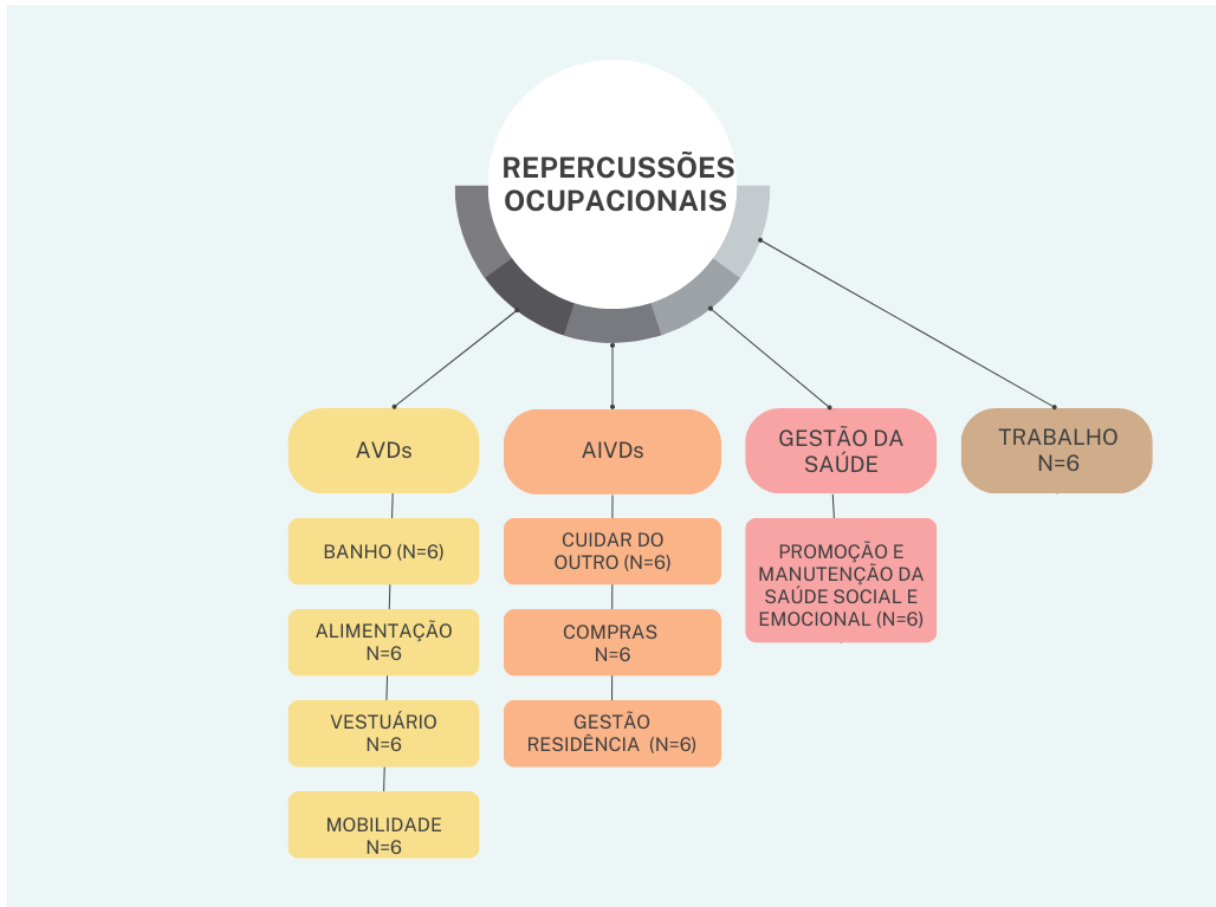 REPERCUSSÕES
OCUPACIONAIS
AVDs
BANHO (N=6)
ALIMENTAÇÃO
N=6
VESTUÁRIO
N=6
MOBILIDADE
N=6
AIVDs
CUIDAR DO
OUTRO (N=6)
COMPRAS
N=6
GESTÃO
RESIDÊNCIA (N=6)
GESTÃO DA
SAÚDE
PROMOÇÃO E
MANUTENÇÃO DA
SAÚDE SOCIAL E
EMOCIONAL (N=6)
TRABALHO
N=6